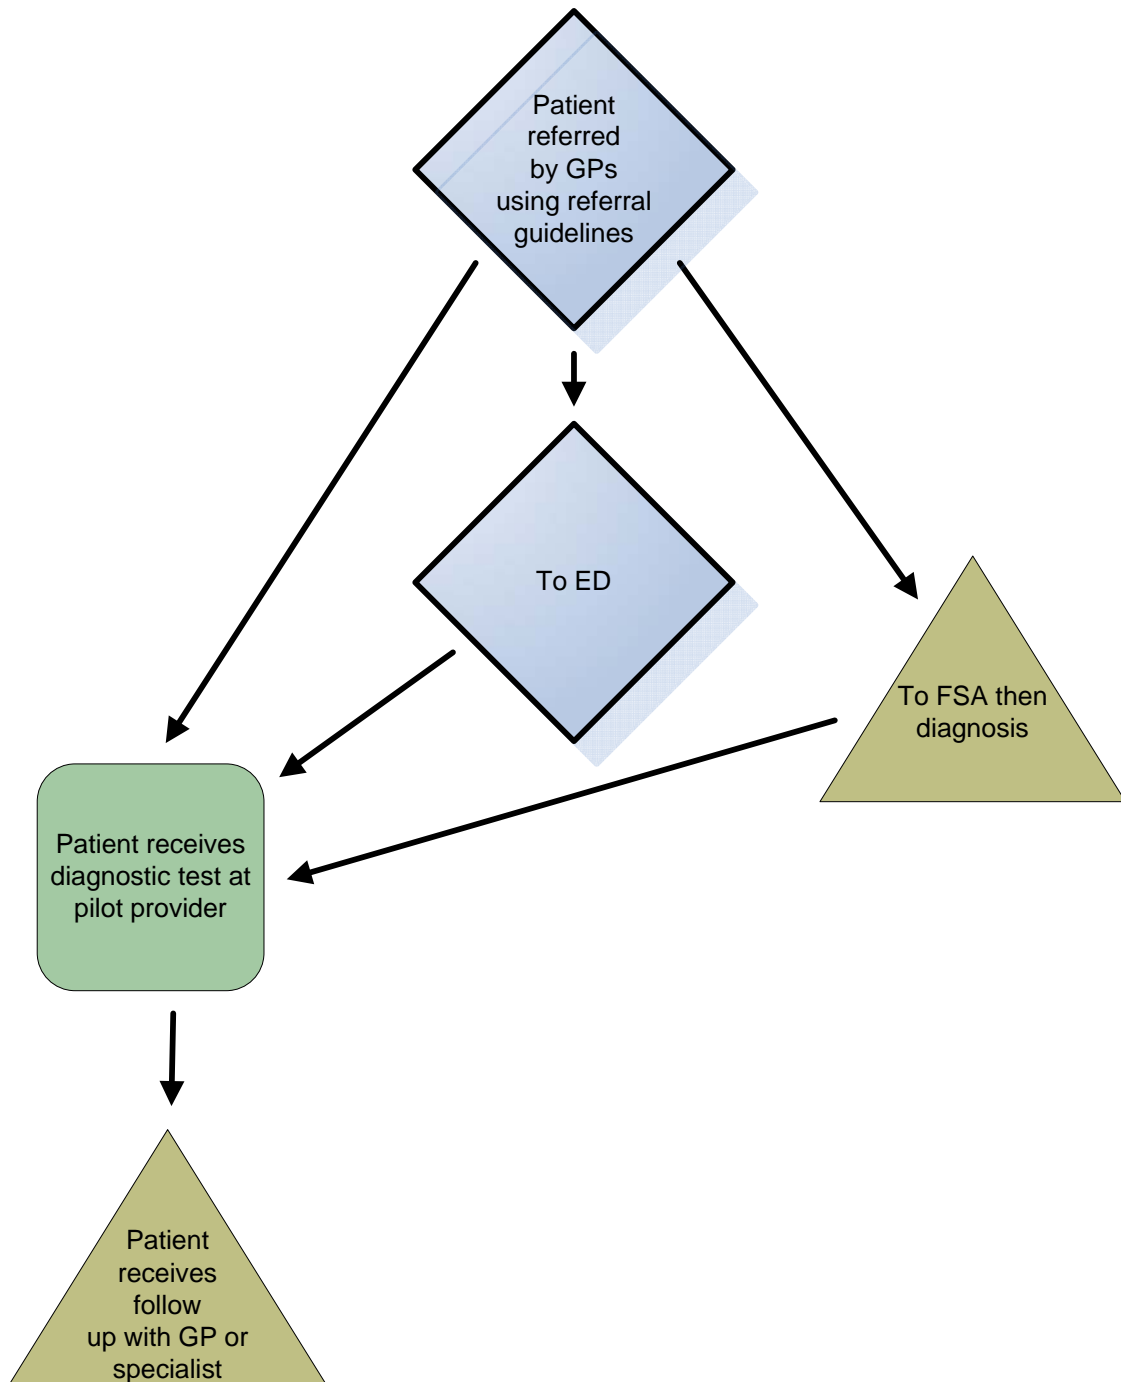 Patient
referred
by GPs
using referral
guidelines
To ED
To FSA then
diagnosis
Patient receives
diagnostic test at
pilot provider
Patient
receives
follow
up with GP or
specialist